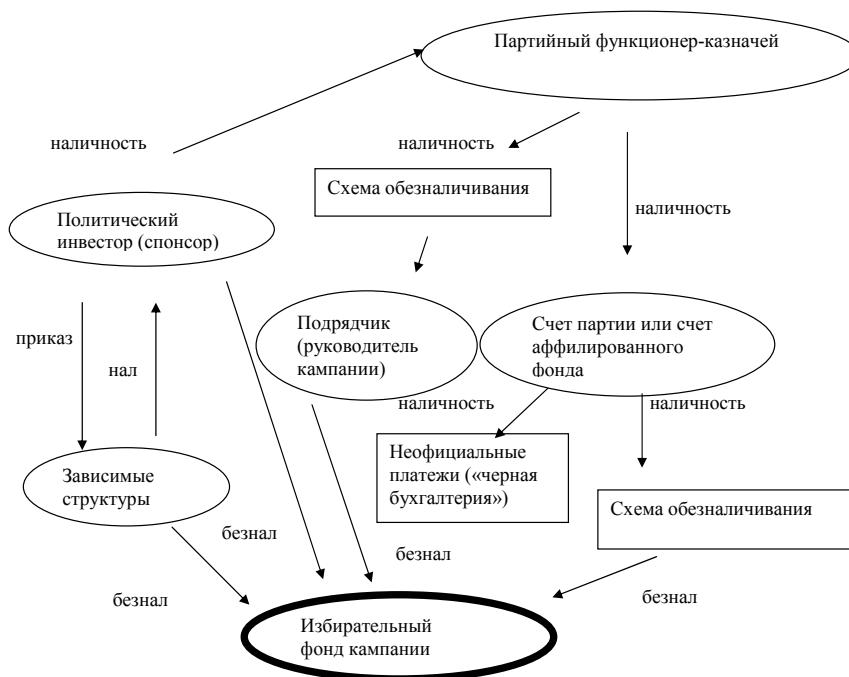 Партийный функционер-казначей
наличность
наличность
Схема обезналичивания
наличность
Политический
инвестор (спонсор)
приказ
нал
Подрядчик
(руководитель
кампании)
Счет партии или счет
аффилированного
фонда
наличность
наличность
Неофициальные
платежи («черная
бухгалтерия»)
Зависимые
структуры
Схема обезналичивания
безнал
безнал
безнал
безнал
Избирательный
фонд кампании